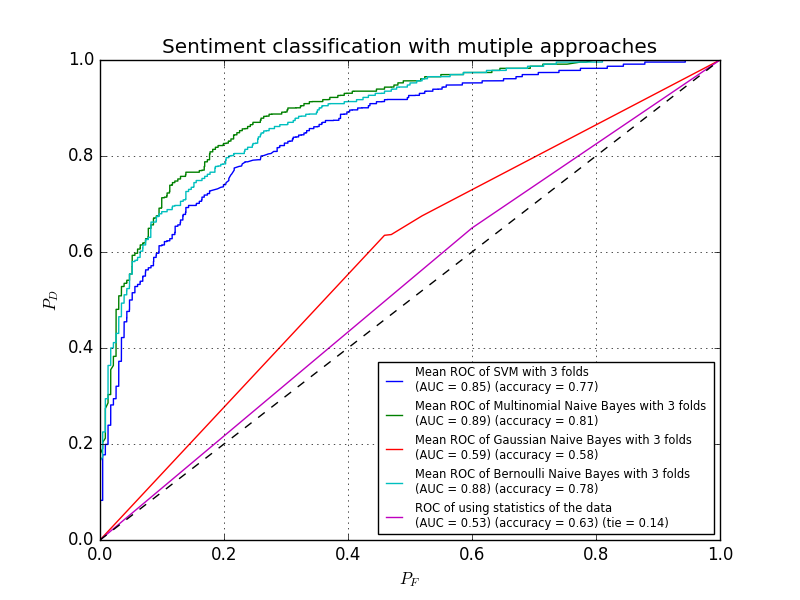 Sentiment classification with mutiple approaches
1.0
0.8
0.6
0.4
0.2
0.0
P_D
Mean ROC of SVM with 3 folds
(AUC = 0.85) (accuracy = 0.77)
Mean ROC of Multinomial Naive Bayes with 3 folds
(AUC = 0.89) (accuracy = 0.81)
Mean ROC of Gaussian Naive Bayes with 3 folds
(AUC = 0.59) (accuracy = 0.58)
Mean ROC of Bernoulli Naive Bayes with 3 folds
(AUC = 0.88) (accuracy = 0.78)
ROC of using statistics of the data
(AUC = 0.53) (accuracy = 0.63) (tie = 0.14)
0.0 0.2 0.4 0.6 0.8 1.0
P_F